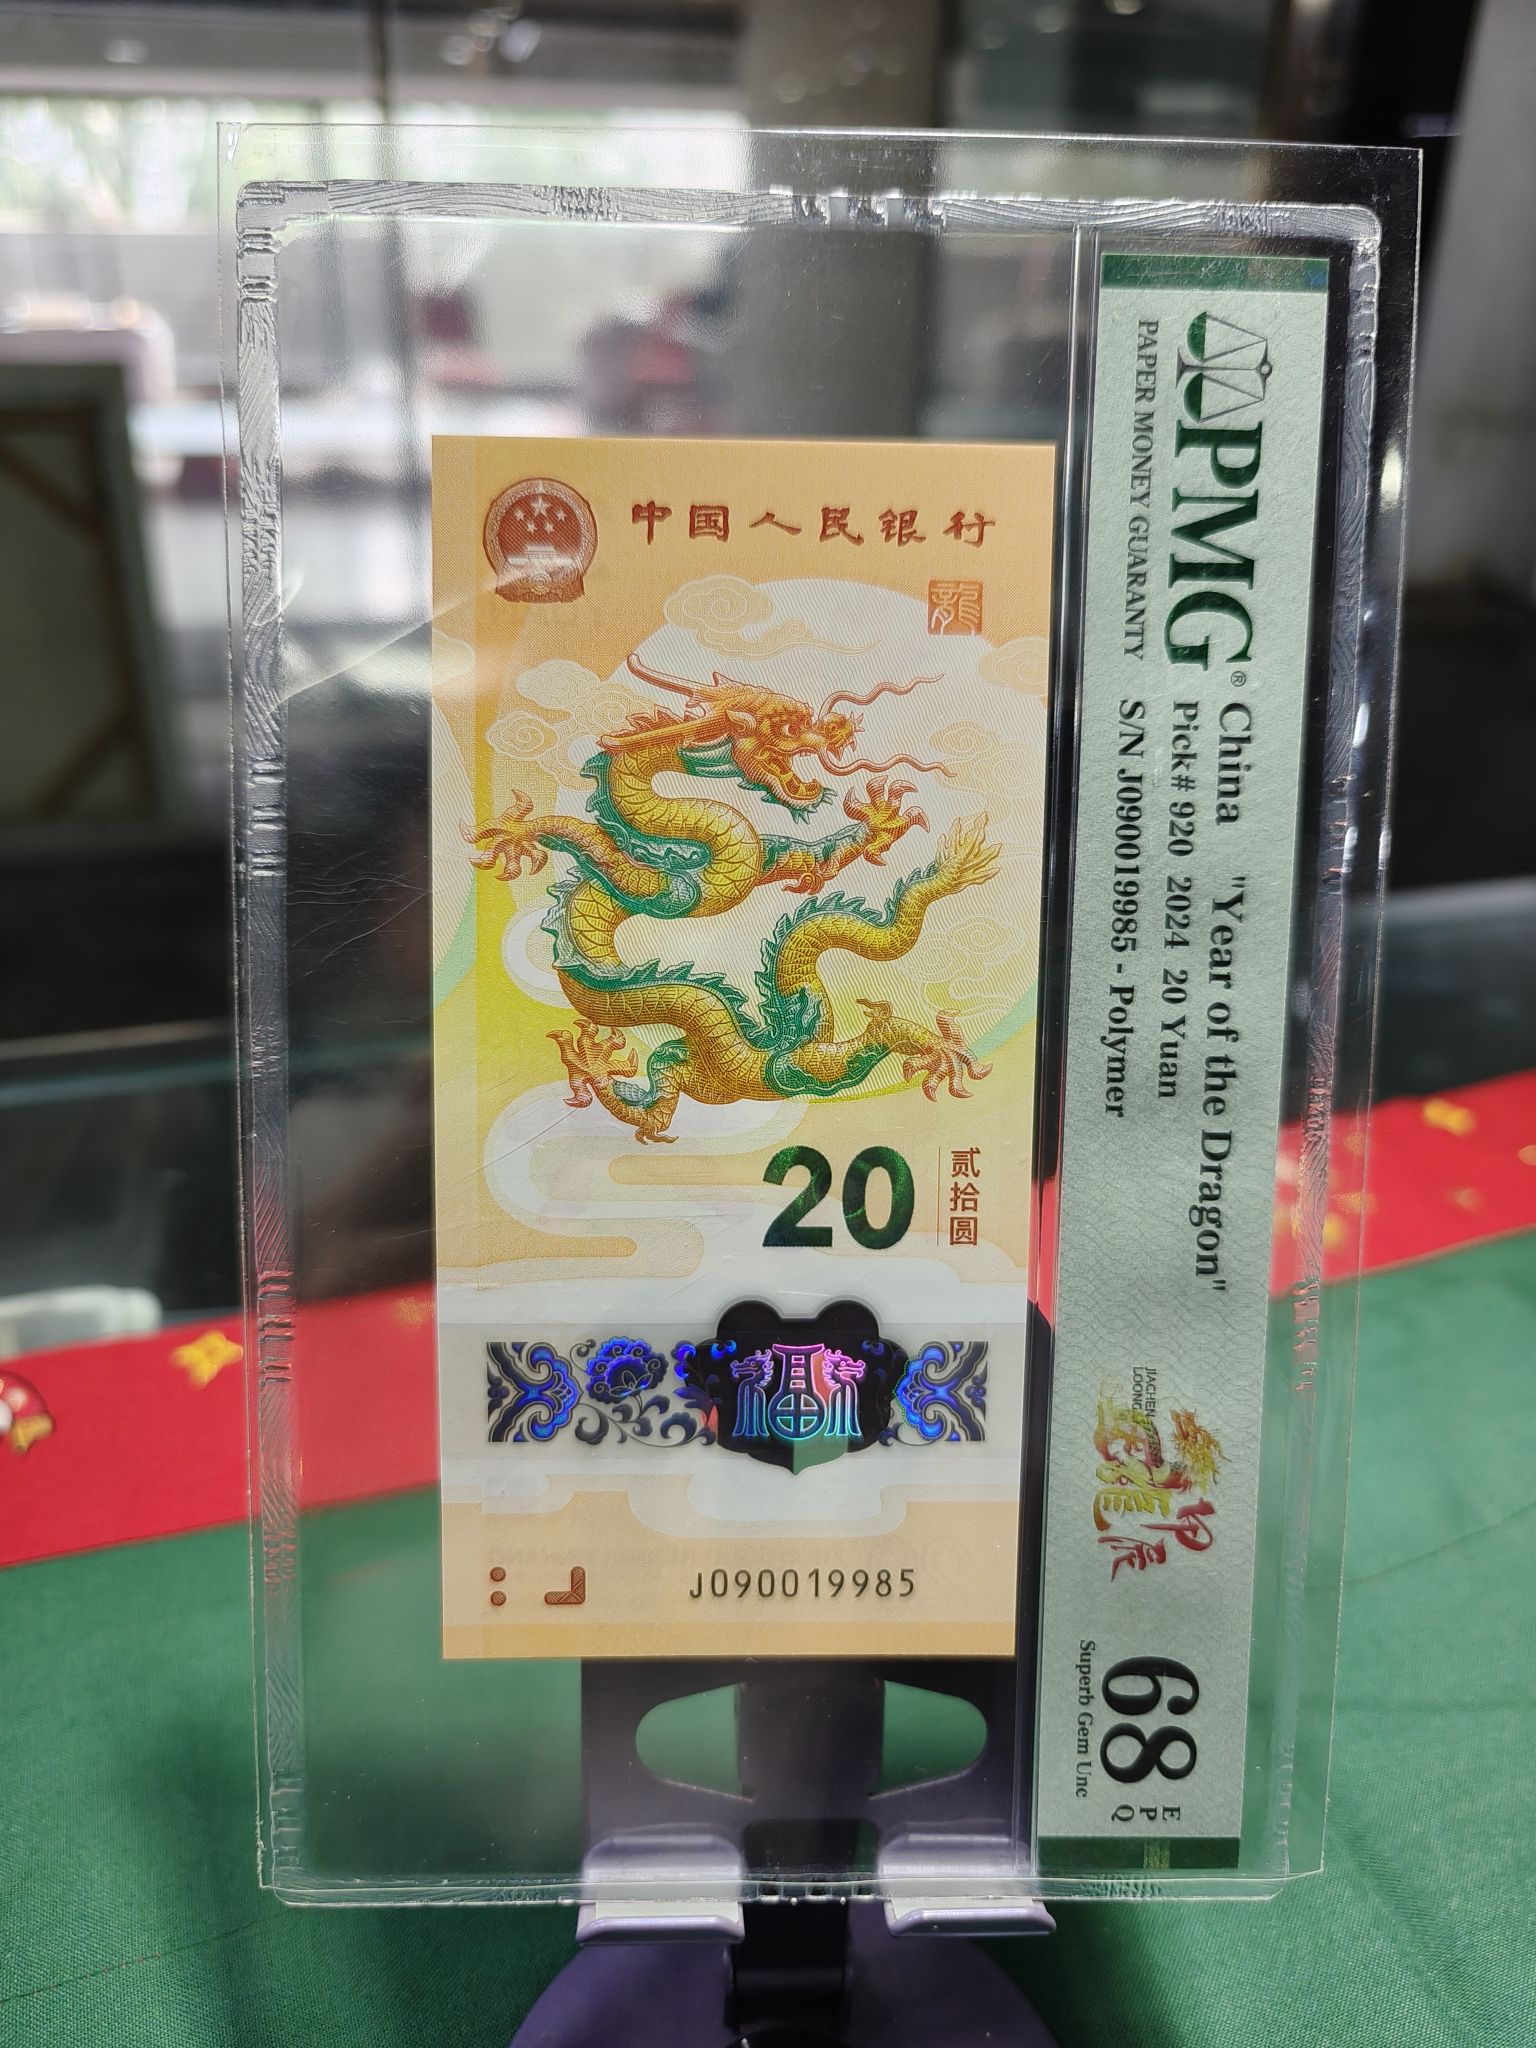 中国人民银行
龍
20
贰拾圆
福
J090019985
PMG®
PAPER MONEY GUARANTY
China "Year of the Dragon"
Pick# 920 2024 20 Yuan
S/N J090019985 - Polymer
JIACHEN
LOONG
甲辰
68
EPQ
Superb Gem Unc